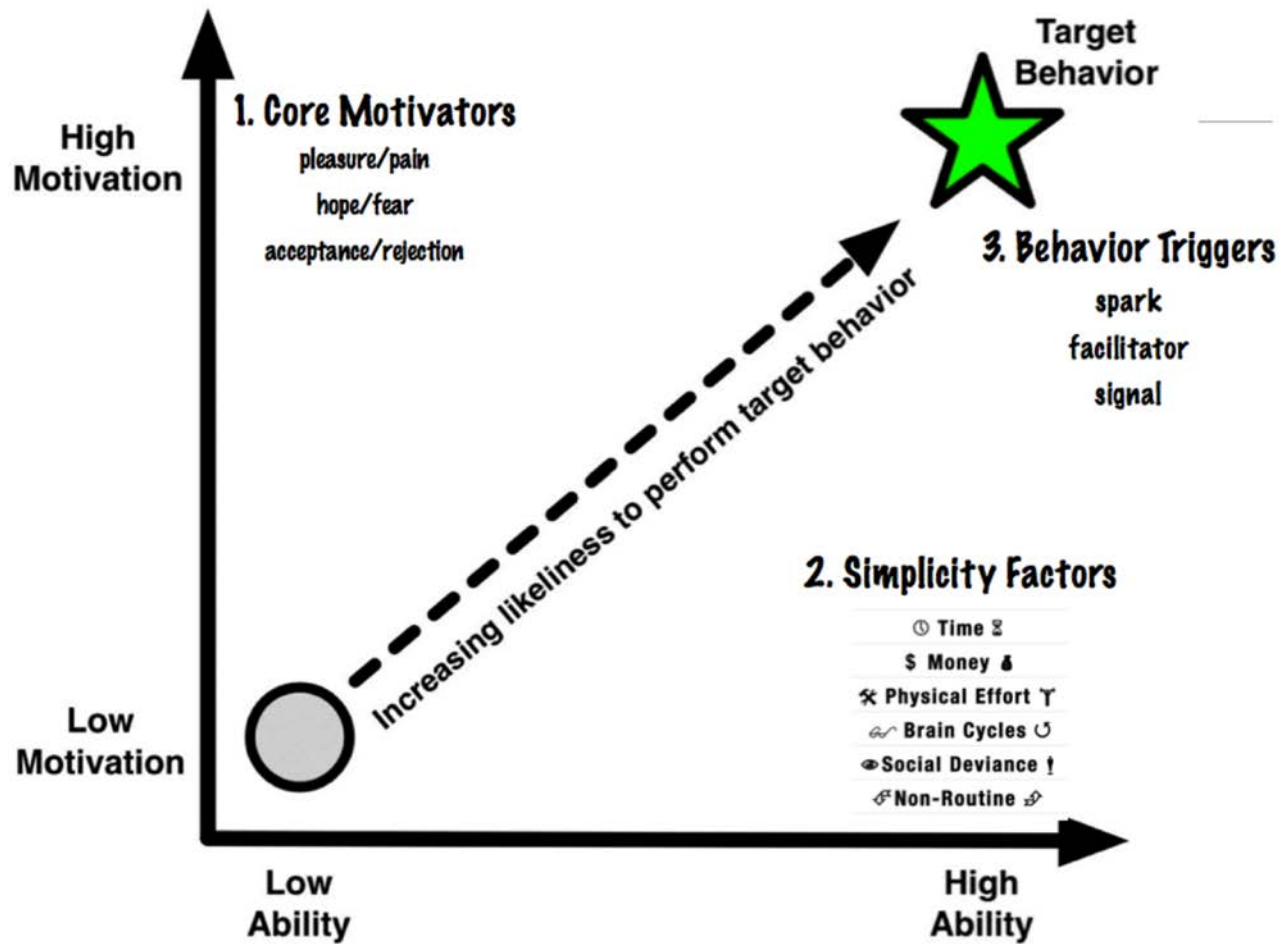 Target
Behavior
High
Motivation
1. Core Motivators
pleasure/pain
hope/fear
acceptance/rejection
3. Behavior Triggers
spark
facilitator
signal
Increasing likeliness to perform target behavior
2. Simplicity Factors
Time
$ Money
Physical Effort
Brain Cycles
Social Deviance
Non-Routine
Low
Motivation
Low
Ability
High
Ability